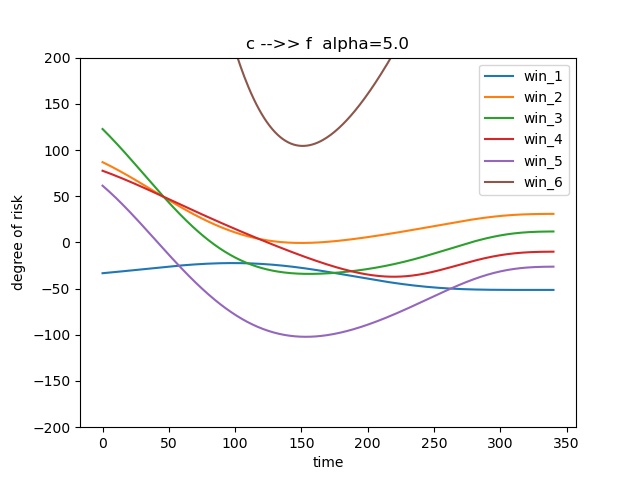 c -->> f  alpha=5.0
200
150
100
50
0
−50
−100
−150
−200
degree of risk
0
50
100
150
200
250
300
350
time
win_1
win_2
win_3
win_4
win_5
win_6